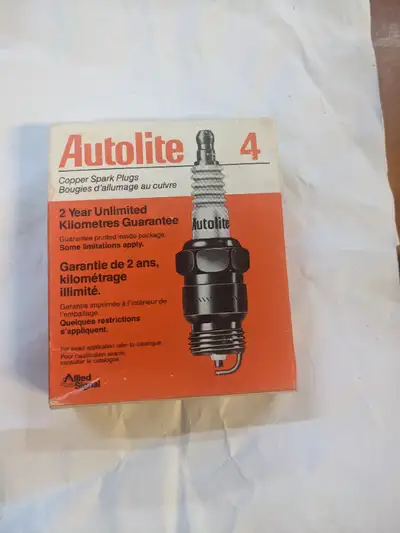 Autolite 4
Copper Spark Plugs
Bougies d'allumage au cuivre
2 Year Unlimited
Kilometres Guarantee
Guarantee printed inside package.
Some limitations apply.
Autolite
Garantie de 2 ans,
kilométrage
illimité.
Garantie imprimée à l'intérieur de
l'emballage.
Quelques restrictions
s'appliquent.
For exact application refer to catalogue.
Pour l'application exacte,
consulter le catalogue.
Allied
Signal